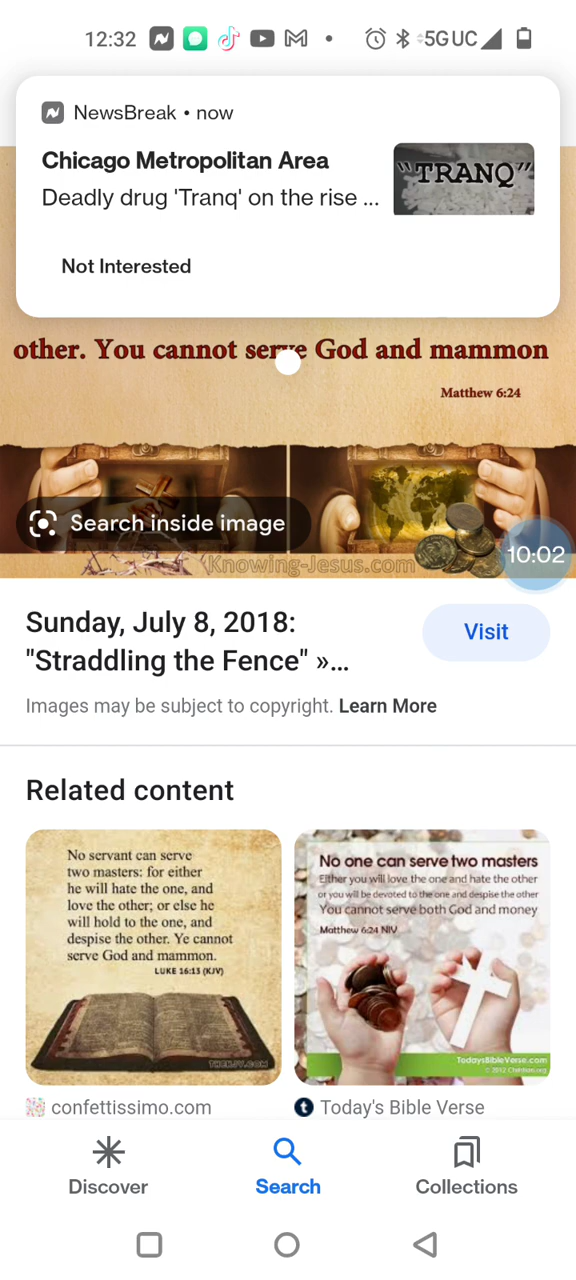 12:32
5GUC
NewsBreak • now
Chicago Metropolitan Area
Deadly drug 'Tranq' on the rise ...
"TRANQ"
Not Interested
other. You cannot serve God and mammon
Matthew 6:24
Search inside image
10:02
Knowing-Jesus.com
Sunday, July 8, 2018:
"Straddling the Fence" »...
Visit
Images may be subject to copyright. Learn More
Related content
No servant can serve
two masters: for either
he will hate the one, and
love the other; or else he
will hold to the one, and
despise the other. Ye cannot
serve God and mammon.
LUKE 16:13 (KJV)
No one can serve two masters
Either you will love the one and hate the other
or you will be devoted to the one and despise the other
You cannot serve both God and money
Matthew 6:24 NIV
TodaysBibleVerse.com
confettissimo.com
Today's Bible Verse
Discover
Search
Collections